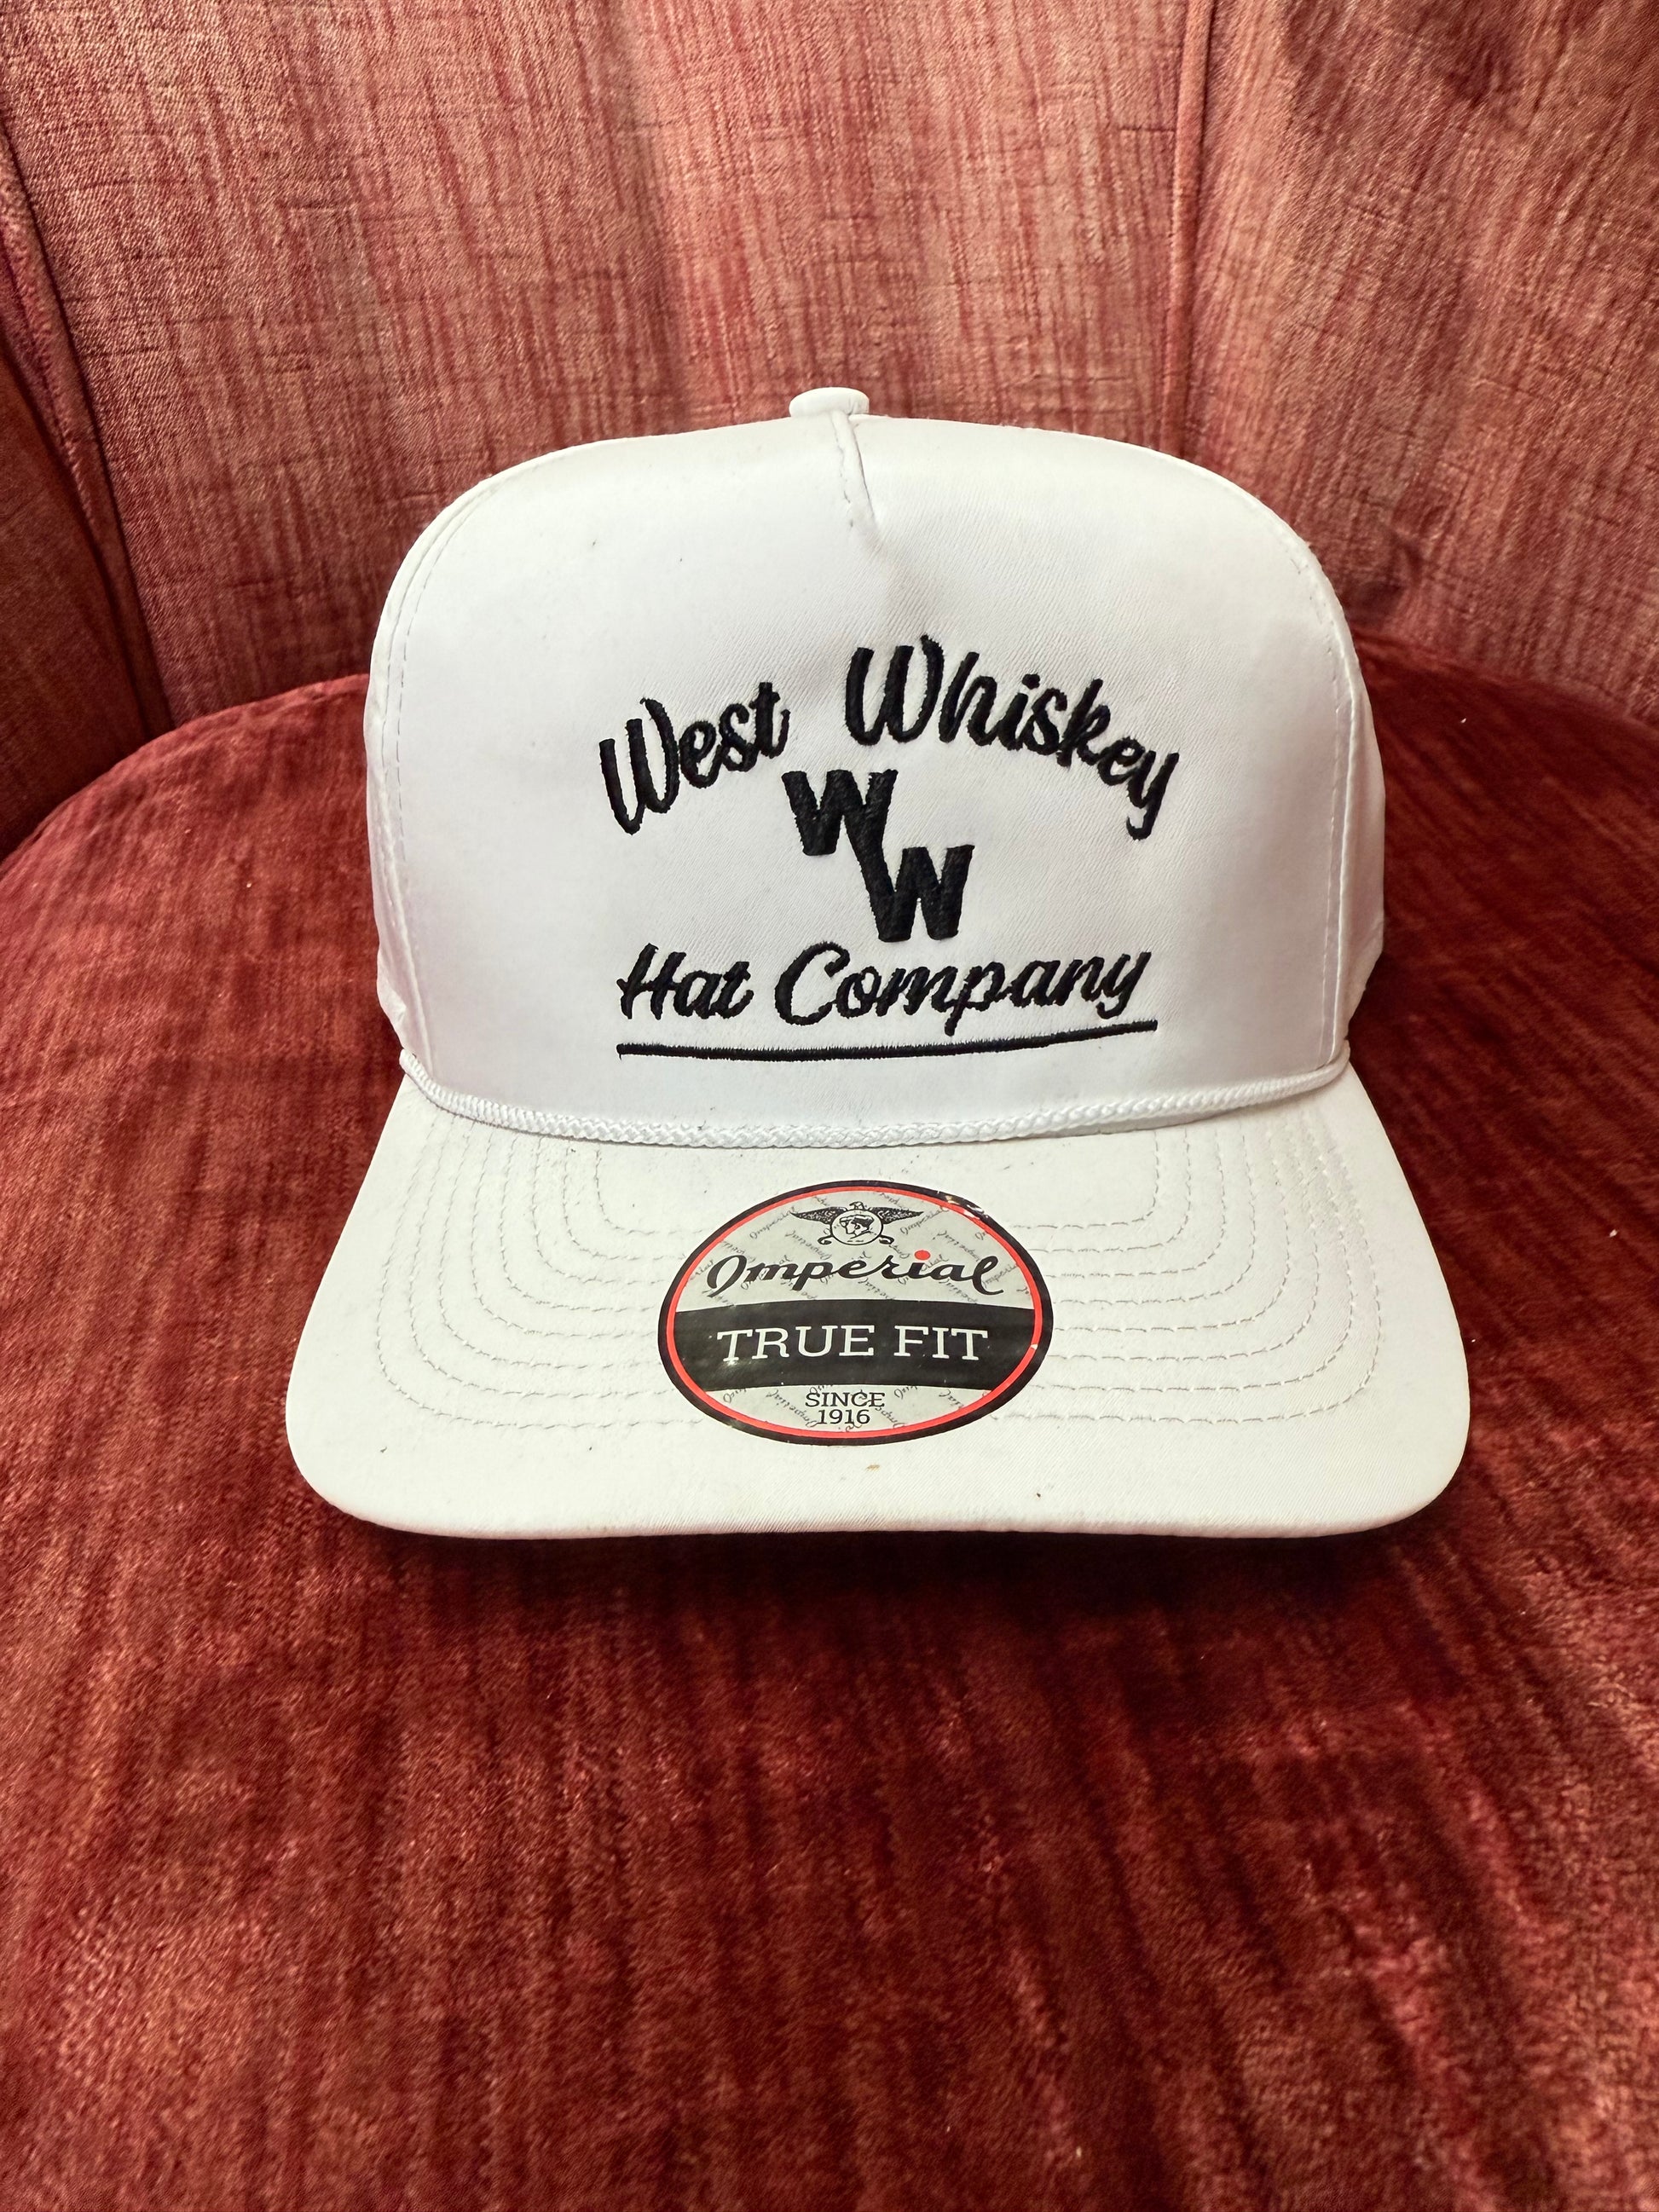 West Whiskey
WW
Hat Company
Imperial
TRUE FIT
SINCE
1916